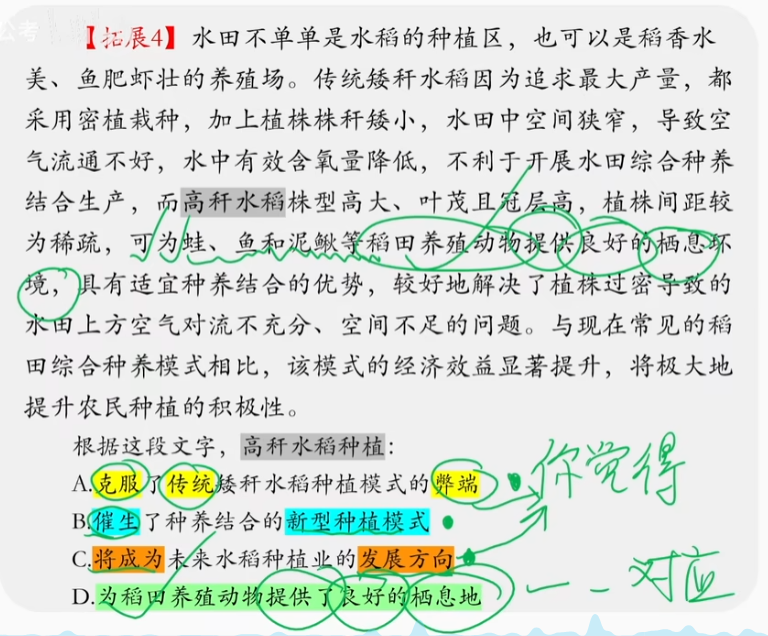 公考
【拓展4】水田不单单是水稻的种植区，也可以是稻香水
美、鱼肥虾壮的养殖场。传统矮秆水稻因为追求最大产量，都
采用密植栽种，加上植株株秆矮小，水田中空间狭窄，导致空
气流通不好，水中有效含氧量降低，不利于开展水田综合种养
结合生产，而高秆水稻株型高大、叶茂且冠层高，植株间距较
为稀疏，可为蛙、鱼和泥鳅等稻田养殖动物提供良好的栖息环
境，具有适宜种养结合的优势，较好地解决了植株过密导致的
水田上方空气对流不充分、空间不足的问题。与现在常见的稻
田综合种养模式相比，该模式的经济效益显著提升，将极大地
提升农民种植的积极性。
根据这段文字，高秆水稻种植：
A.克服了传统矮秆水稻种植模式的弊端
你觉得
B.催生了种养结合的新型种植模式
C.将成为未来水稻种植业的发展方向
D.为稻田养殖动物提供了良好的栖息地
对应